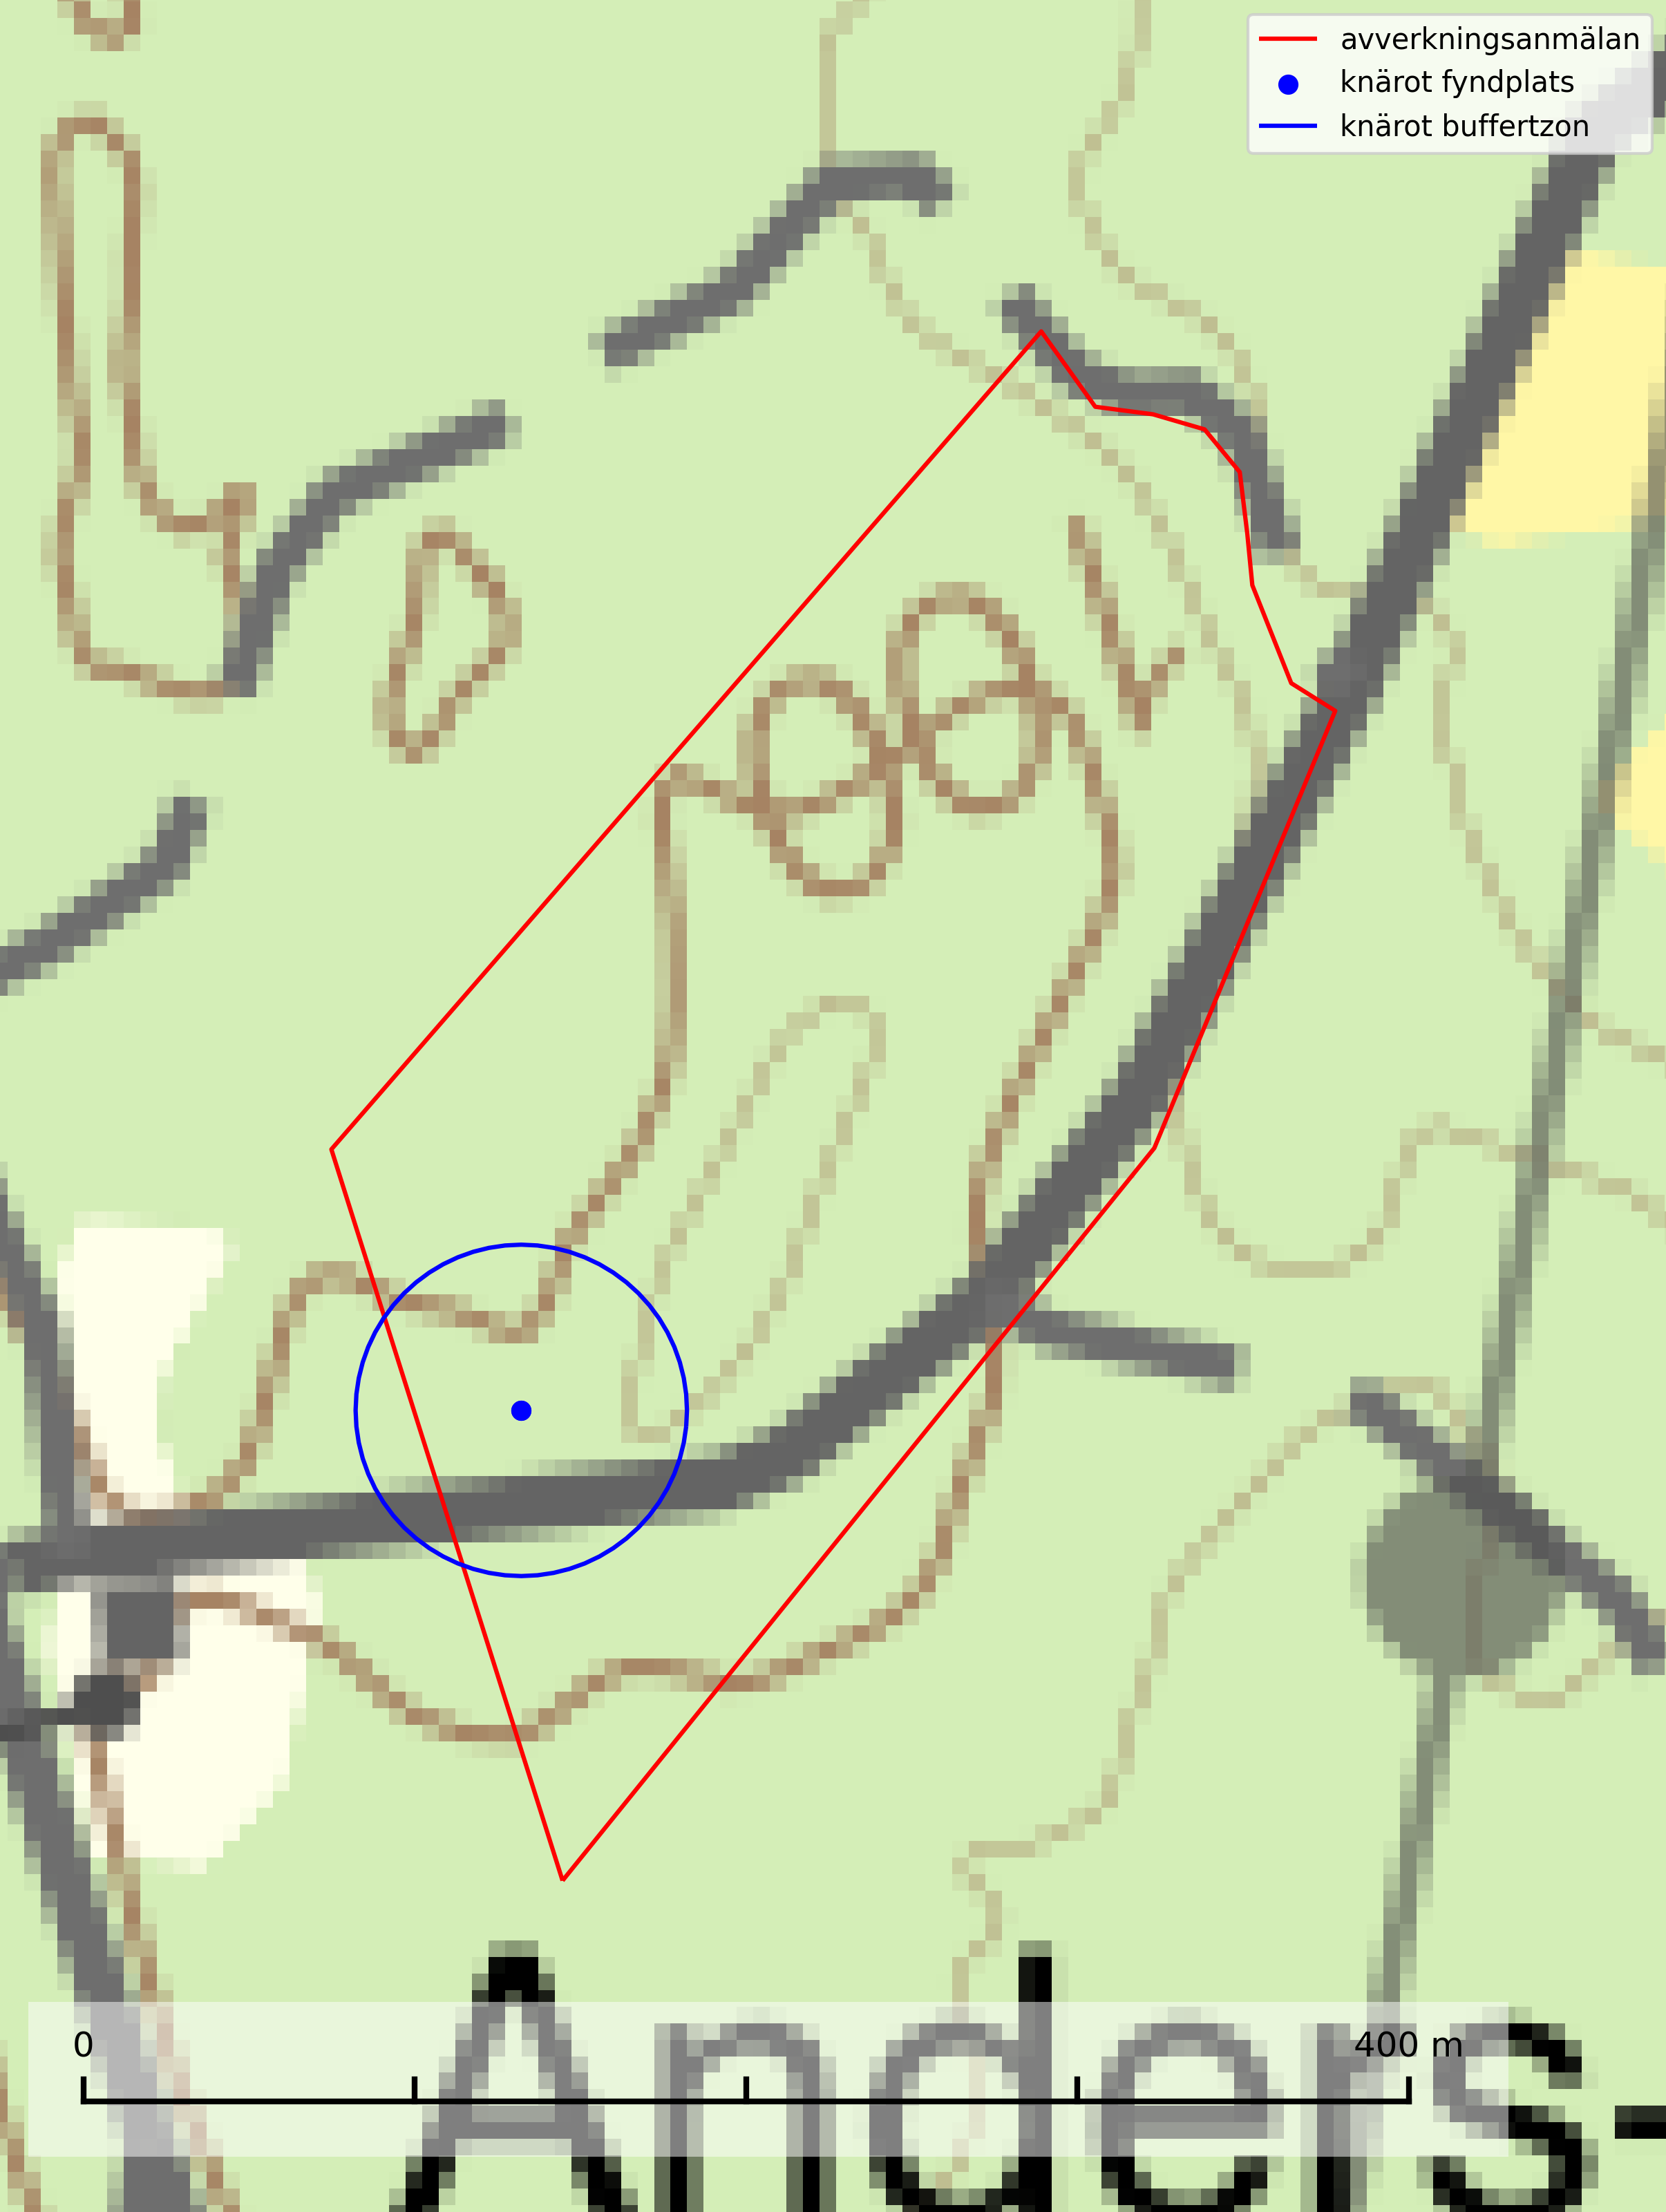 avverkningsanmälan
knärot fyndplats
knärot buffertzon
0 400 m
Anders-